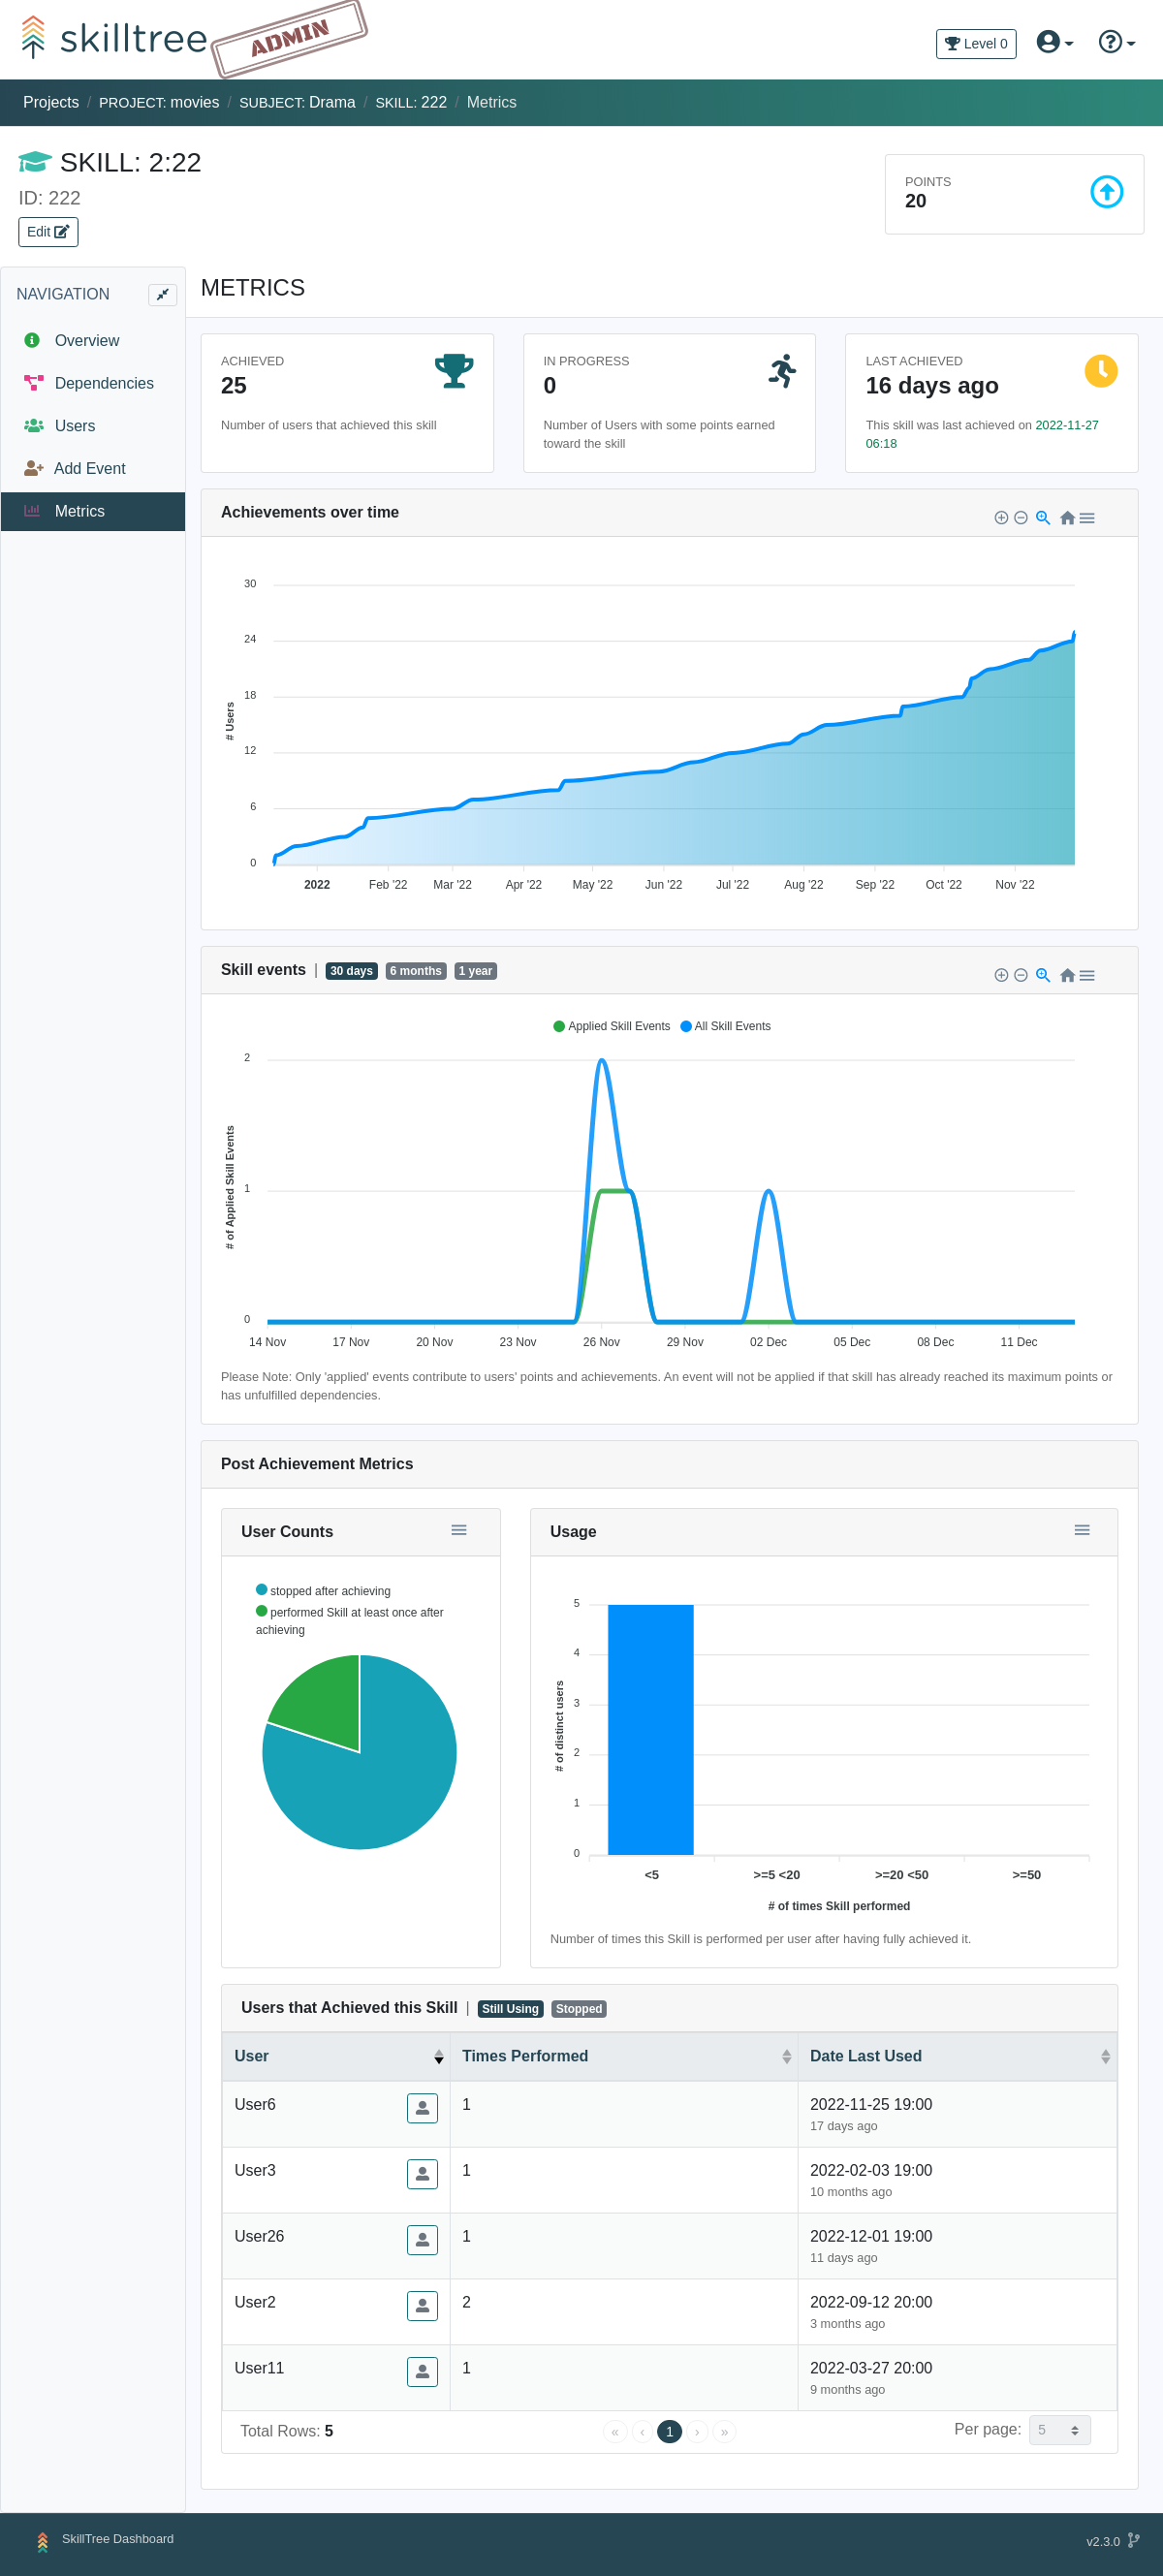 skilltree ADMIN
Level 0
Projects / PROJECT: movies / SUBJECT: Drama / SKILL: 222 / Metrics
SKILL: 2:22
ID: 222
Edit
POINTS
20
NAVIGATION
Overview
Dependencies
Users
Add Event
Metrics
METRICS
ACHIEVED
25
Number of users that achieved this skill
IN PROGRESS
0
Number of Users with some points earned
toward the skill
LAST ACHIEVED
16 days ago
This skill was last achieved on 2022-11-27
06:18
Achievements over time
30
24
18
12
6
0
# Users
2022 Feb '22 Mar '22 Apr '22 May '22 Jun '22 Jul '22 Aug '22 Sep '22 Oct '22 Nov '22
Skill events | 30 days 6 months 1 year
Applied Skill Events All Skill Events
2
1
0
# of Applied Skill Events
14 Nov 17 Nov 20 Nov 23 Nov 26 Nov 29 Nov 02 Dec 05 Dec 08 Dec 11 Dec
Please Note: Only 'applied' events contribute to users' points and achievements. An event will not be applied if that skill has already reached its maximum points or
has unfulfilled dependencies.
Post Achievement Metrics
User Counts
stopped after achieving
performed Skill at least once after
achieving
Usage
5
4
3
2
1
0
# of distinct users
<5 >=5 <20 >=20 <50 >=50
# of times Skill performed
Number of times this Skill is performed per user after having fully achieved it.
Users that Achieved this Skill | Still Using Stopped
User Times Performed Date Last Used
User6 1 2022-11-25 19:00
17 days ago
User3 1 2022-02-03 19:00
10 months ago
User26 1 2022-12-01 19:00
11 days ago
User2 2 2022-09-12 20:00
3 months ago
User11 1 2022-03-27 20:00
9 months ago
Total Rows: 5 « ‹ 1 › » Per page: 5
SkillTree Dashboard v2.3.0